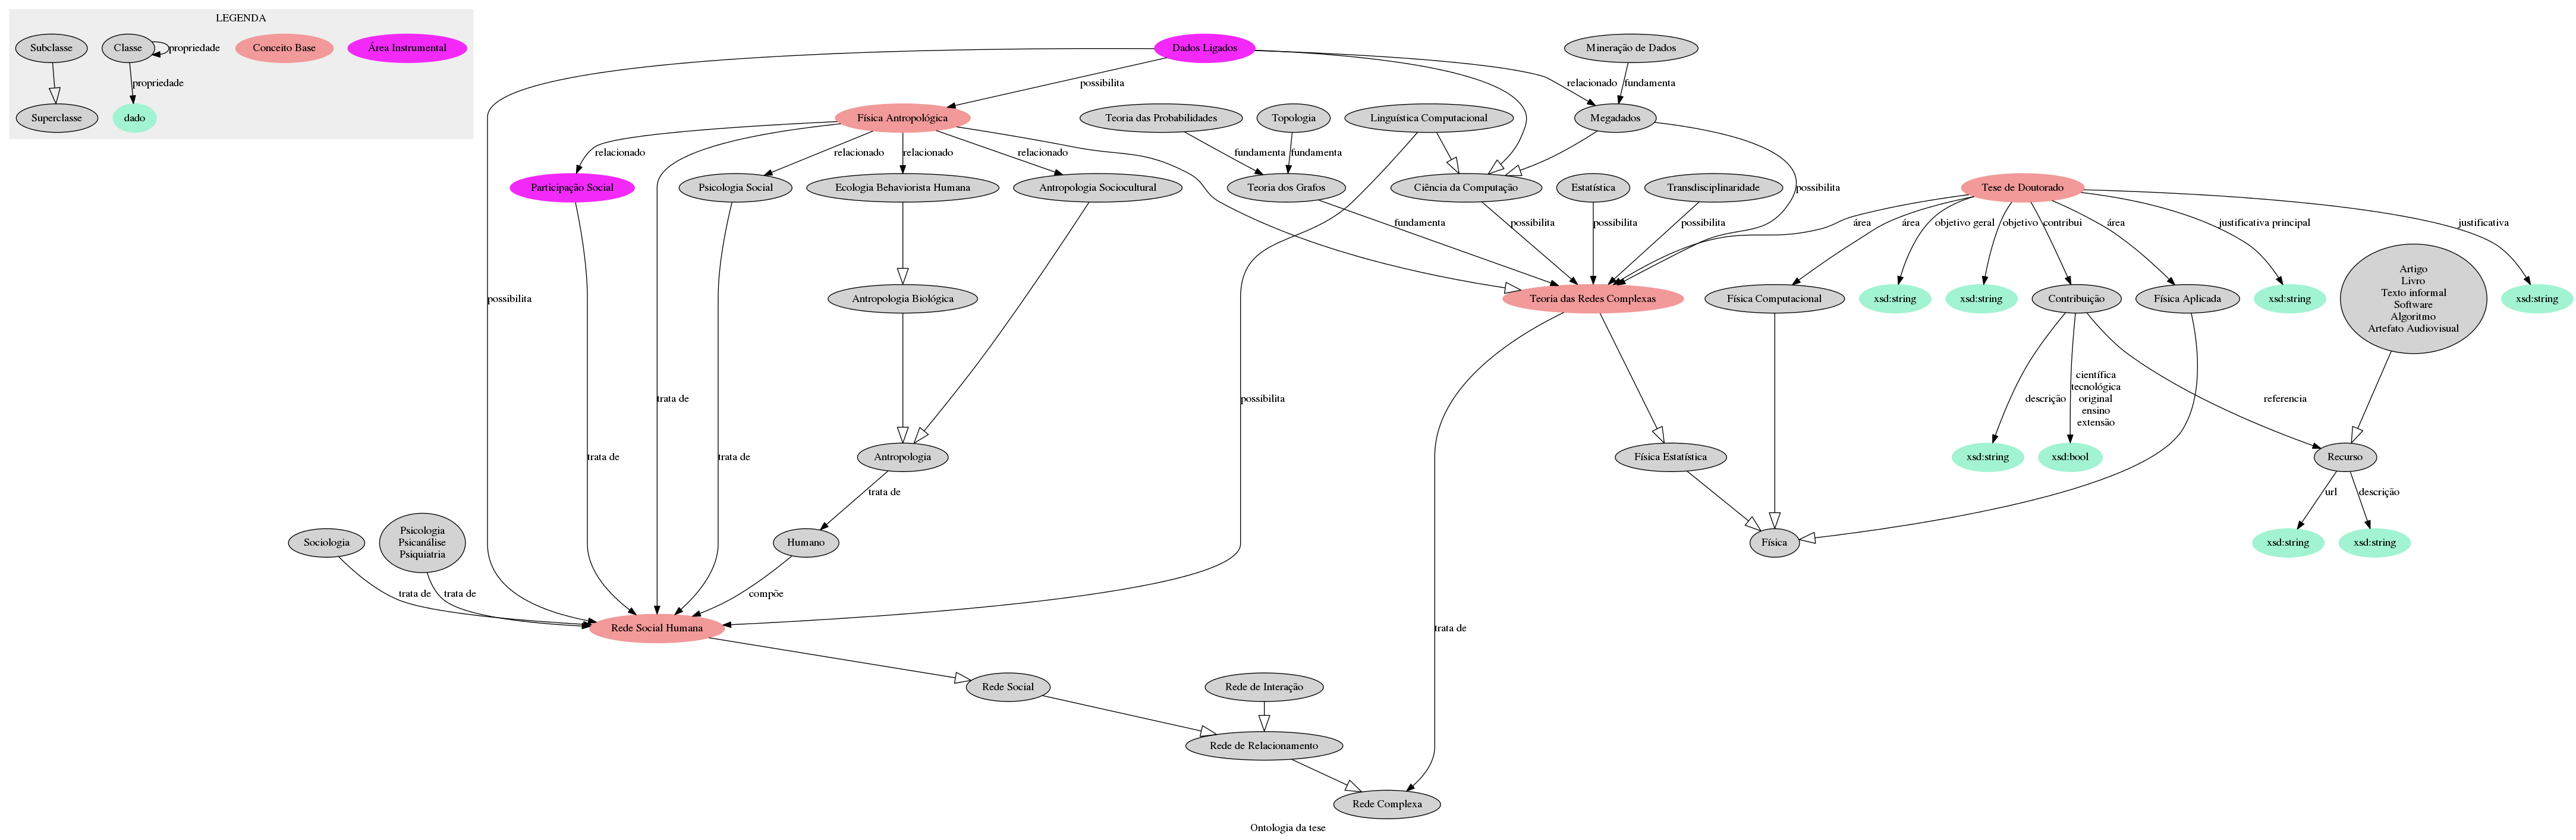 LEGENDA
Subclasse
Classe
propriedade
Conceito Base
Área Instrumental
propriedade
Superclasse
dado
Dados Ligados
Mineração de Dados
possibilita
relacionado
fundamenta
Física Antropológica
Teoria das Probabilidades
Topologia
Linguística Computacional
Megadados
relacionado
relacionado
relacionado
relacionado
fundamenta
fundamenta
Participação Social
Psicologia Social
Ecologia Behaviorista Humana
Antropologia Sociocultural
Teoria dos Grafos
Ciência da Computação
Estatística
Transdisciplinaridade
possibilita
Tese de Doutorado
fundamenta
possibilita
possibilita
possibilita
área
área
objetivo geral
objetivo
contribui
área
justificativa principal
justificativa
possibilita
Antropologia Biológica
Teoria das Redes Complexas
Física Computacional
xsd:string
xsd:string
Contribuição
Física Aplicada
xsd:string
Artigo
Livro
Texto informal
Software
Algoritmo
Artefato Audiovisual
xsd:string
trata de
possibilita
descrição
científica
tecnológica
original
ensino
extensão
referencia
trata de
trata de
Antropologia
Física Estatística
xsd:string
xsd:bool
Recurso
trata de
url
descrição
Sociologia
Psicologia
Psicanálise
Psiquiatria
Humano
Física
xsd:string
xsd:string
trata de
trata de
compõe
Rede Social Humana
trata de
Rede Social
Rede de Interação
Rede de Relacionamento
Rede Complexa
Ontologia da tese